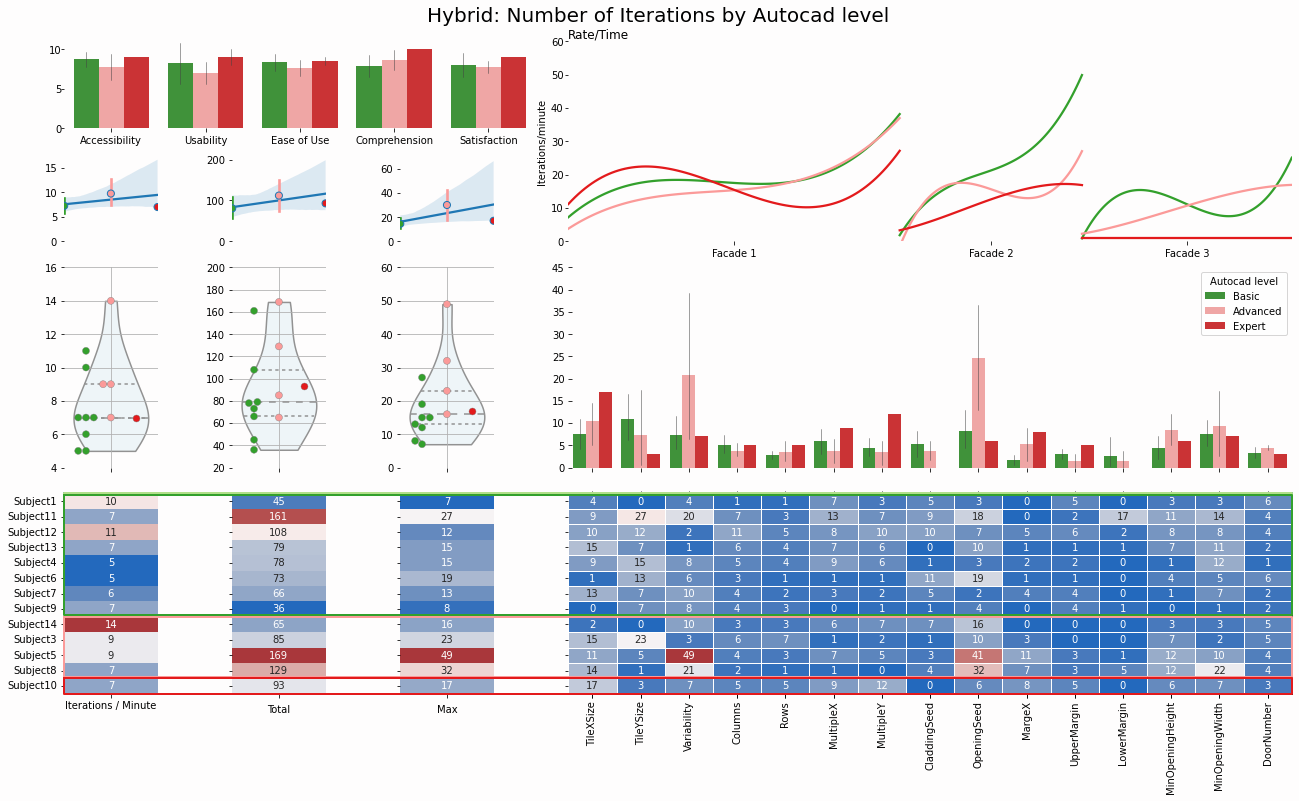 Hybrid: Number of Iterations by Autocad level
Rate/Time
10
5
0
Accessibility Usability Ease of Use Comprehension Satisfaction
Iterations/minute
60
50
40
30
20
10
0
Facade 1 Facade 2 Facade 3
15
10
5
0
200
100
0
60
40
20
0
16
14
12
10
8
6
4
200
180
160
140
120
100
80
60
40
20
60
50
40
30
20
10
0
45
40
35
30
25
20
15
10
5
0
Autocad level
Basic
Advanced
Expert
Subject1 10 45 7 4 0 4 1 1 7 3 5 3 0 5 0 3 3 6
Subject11 7 161 27 9 27 20 7 3 13 7 9 18 0 2 17 11 14 4
Subject12 11 108 12 10 12 2 11 5 8 10 10 7 5 6 2 8 8 4
Subject13 7 79 15 15 7 1 6 4 7 6 0 10 1 1 1 7 11 2
Subject4 5 78 15 9 15 8 5 4 9 6 1 3 2 2 0 1 12 1
Subject6 5 73 19 1 13 6 3 1 1 1 11 19 1 1 0 4 5 6
Subject7 6 66 13 13 7 10 4 2 3 2 5 2 4 4 0 1 7 2
Subject9 7 36 8 0 7 8 4 3 0 1 1 4 0 4 1 0 1 2
Subject14 14 65 16 2 0 10 3 3 6 7 7 16 0 0 0 3 3 5
Subject3 9 85 23 15 23 3 6 7 1 2 1 10 3 0 0 7 2 5
Subject5 9 169 49 11 5 49 4 3 7 5 3 41 11 3 1 12 10 4
Subject8 7 129 32 14 1 21 2 1 1 0 4 32 7 3 5 12 22 4
Subject10 7 93 17 17 3 7 5 5 9 12 0 6 8 5 0 6 7 3
Iterations / Minute Total Max
TileXSize TileYSize Variability Columns Rows MultipleX MultipleY CladdingSeed OpeningSeed MargeX UpperMargin LowerMargin MinOpeningHeight MinOpeningWidth DoorNumber